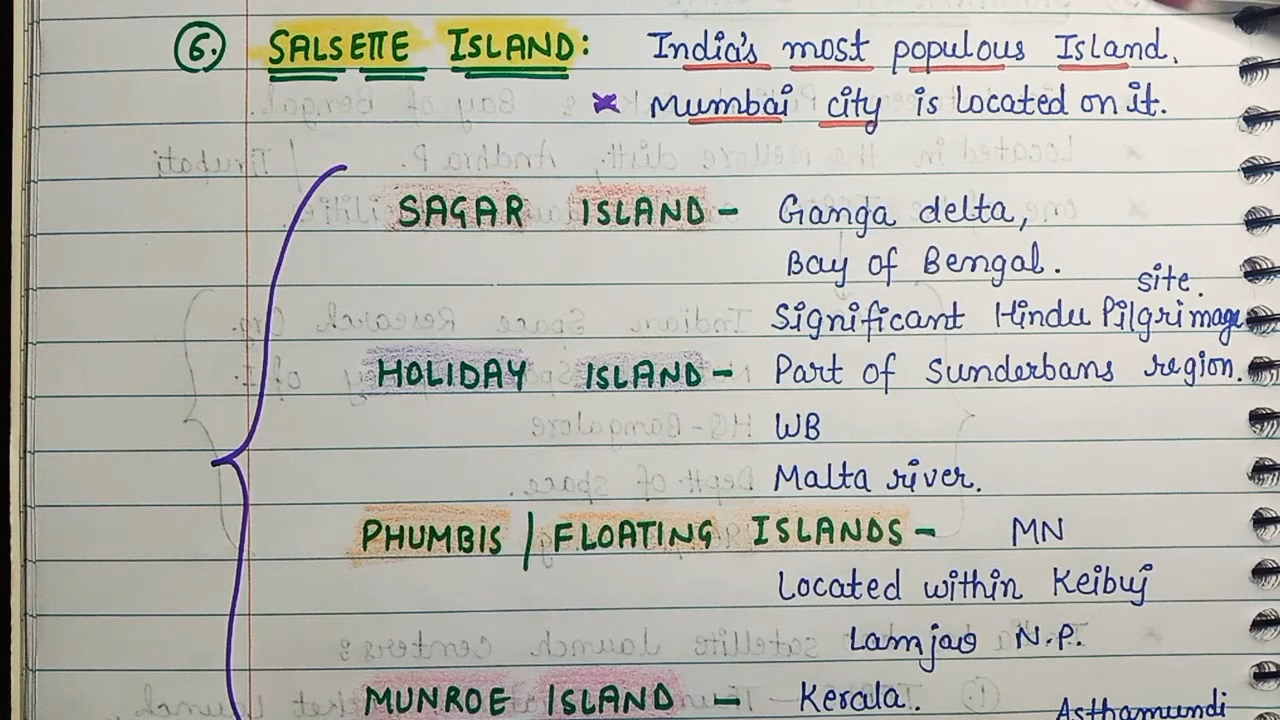 6. SALSETTE ISLAND: India's most populous Island.
* Mumbai city is located on it.
SAGAR ISLAND - Ganga delta,
Bay of Bengal.
Significant Hindu Pilgrimage site.
HOLIDAY ISLAND - Part of Sunderbans region.
WB
Malta river.
PHUMBIS / FLOATING ISLANDS - MN
Located within Keibuj
Lamjao N.P.
MUNROE ISLAND - Kerala.
Asthamundi